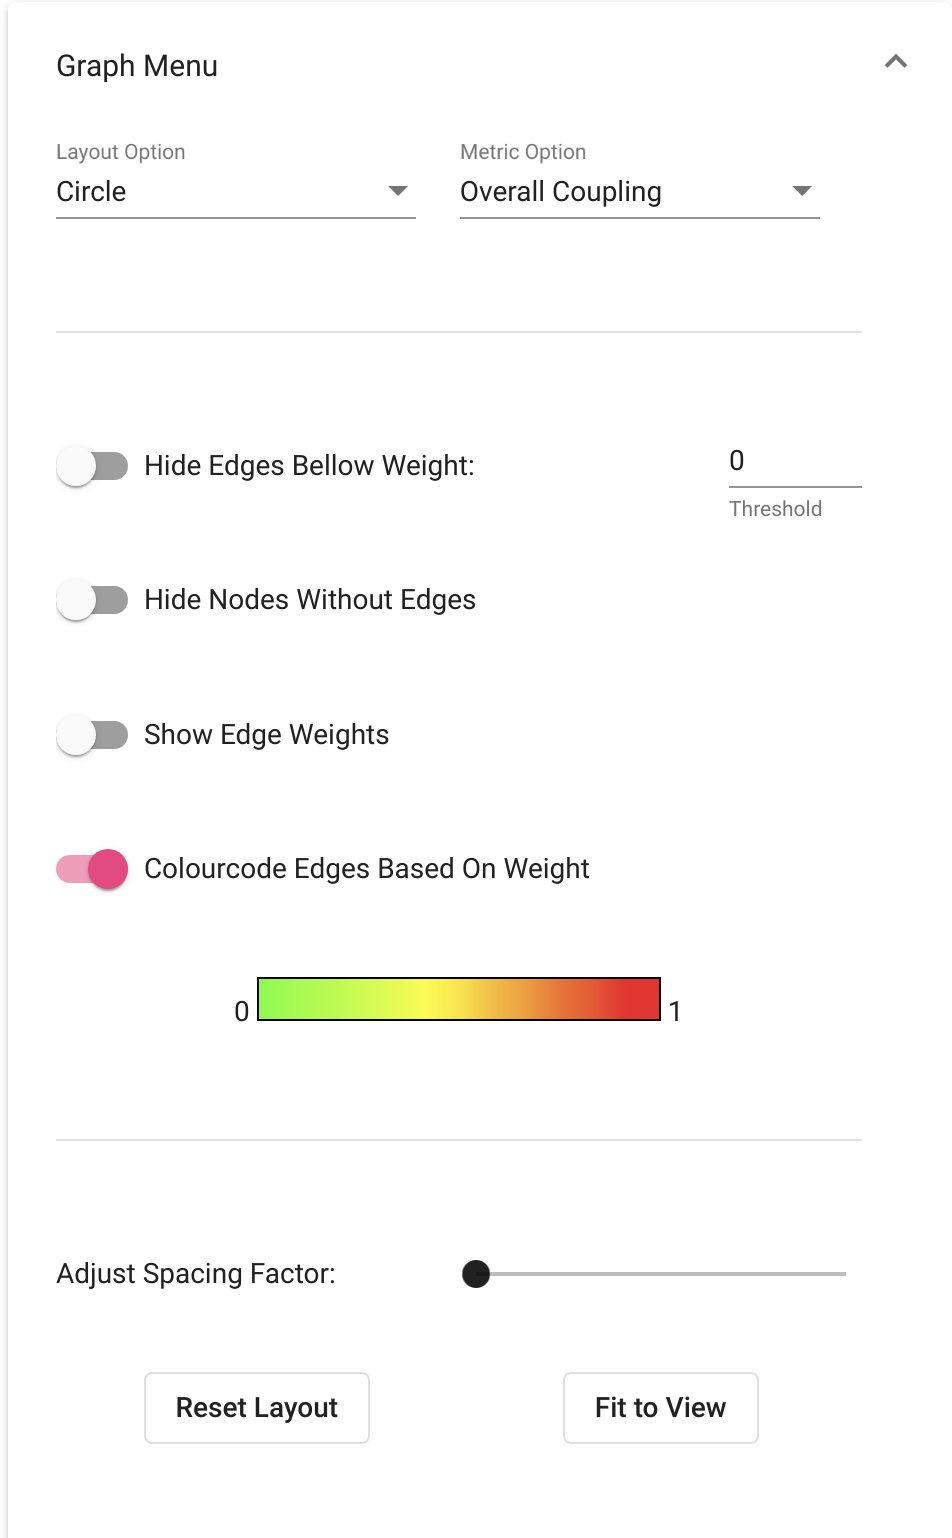 Graph Menu
Layout Option
Metric Option
Circle
Overall Coupling
Hide Edges Bellow Weight:
0
Threshold
Hide Nodes Without Edges
Show Edge Weights
Colourcode Edges Based On Weight
0
1
Adjust Spacing Factor:
Reset Layout
Fit to View